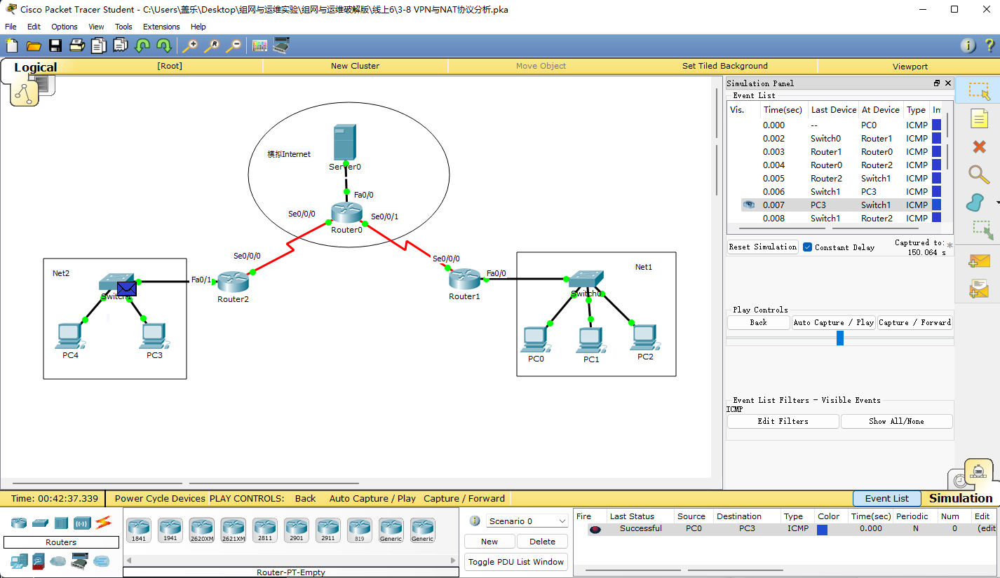 Cisco Packet Tracer Student - C:\Users\盖乐\Desktop\组网与运维实验\组网与运维破解版\线上6\3-8 VPN与NAT协议分析.pka
File Edit Options View Tools Extensions Help
Logical [Root] New Cluster Move Object Set Tiled Background Viewport
模拟Internet
Server0
Fa0/0
Se0/0/0
Se0/0/1
Router0
Se0/0/0
Se0/0/0
Net2
Switch1
Fa0/1
Router2
PC4
PC3
Router1
Fa0/0
Net1
Switch0
PC0
PC1
PC2
Simulation Panel
Event List
Vis. Time(sec) Last Device At Device Type In
0.000 -- PC0 ICMP
0.002 Switch0 Router1 ICMP
0.003 Router1 Router0 ICMP
0.004 Router0 Router2 ICMP
0.005 Router2 Switch1 ICMP
0.006 Switch1 PC3 ICMP
0.007 PC3 Switch1 ICMP
0.008 Switch1 Router2 ICMP
Reset Simulation Constant Delay Captured to: *
150.064 s
Play Controls
Back Auto Capture / Play Capture / Forward
Event List Filters - Visible Events
ICMP
Edit Filters Show All/None
Time: 00:42:37.339 Power Cycle Devices PLAY CONTROLS: Back Auto Capture / Play Capture / Forward Event List Simulation
Routers
1841 1941 2620XM 2621XM 2811 2901 2911 819 Generic Generic
Router-PT-Empty
Scenario 0
New Delete
Toggle PDU List Window
Fire Last Status Source Destination Type Color Time(sec) Periodic Num Edit
Successful PC0 PC3 ICMP 0.000 N 0 (edit